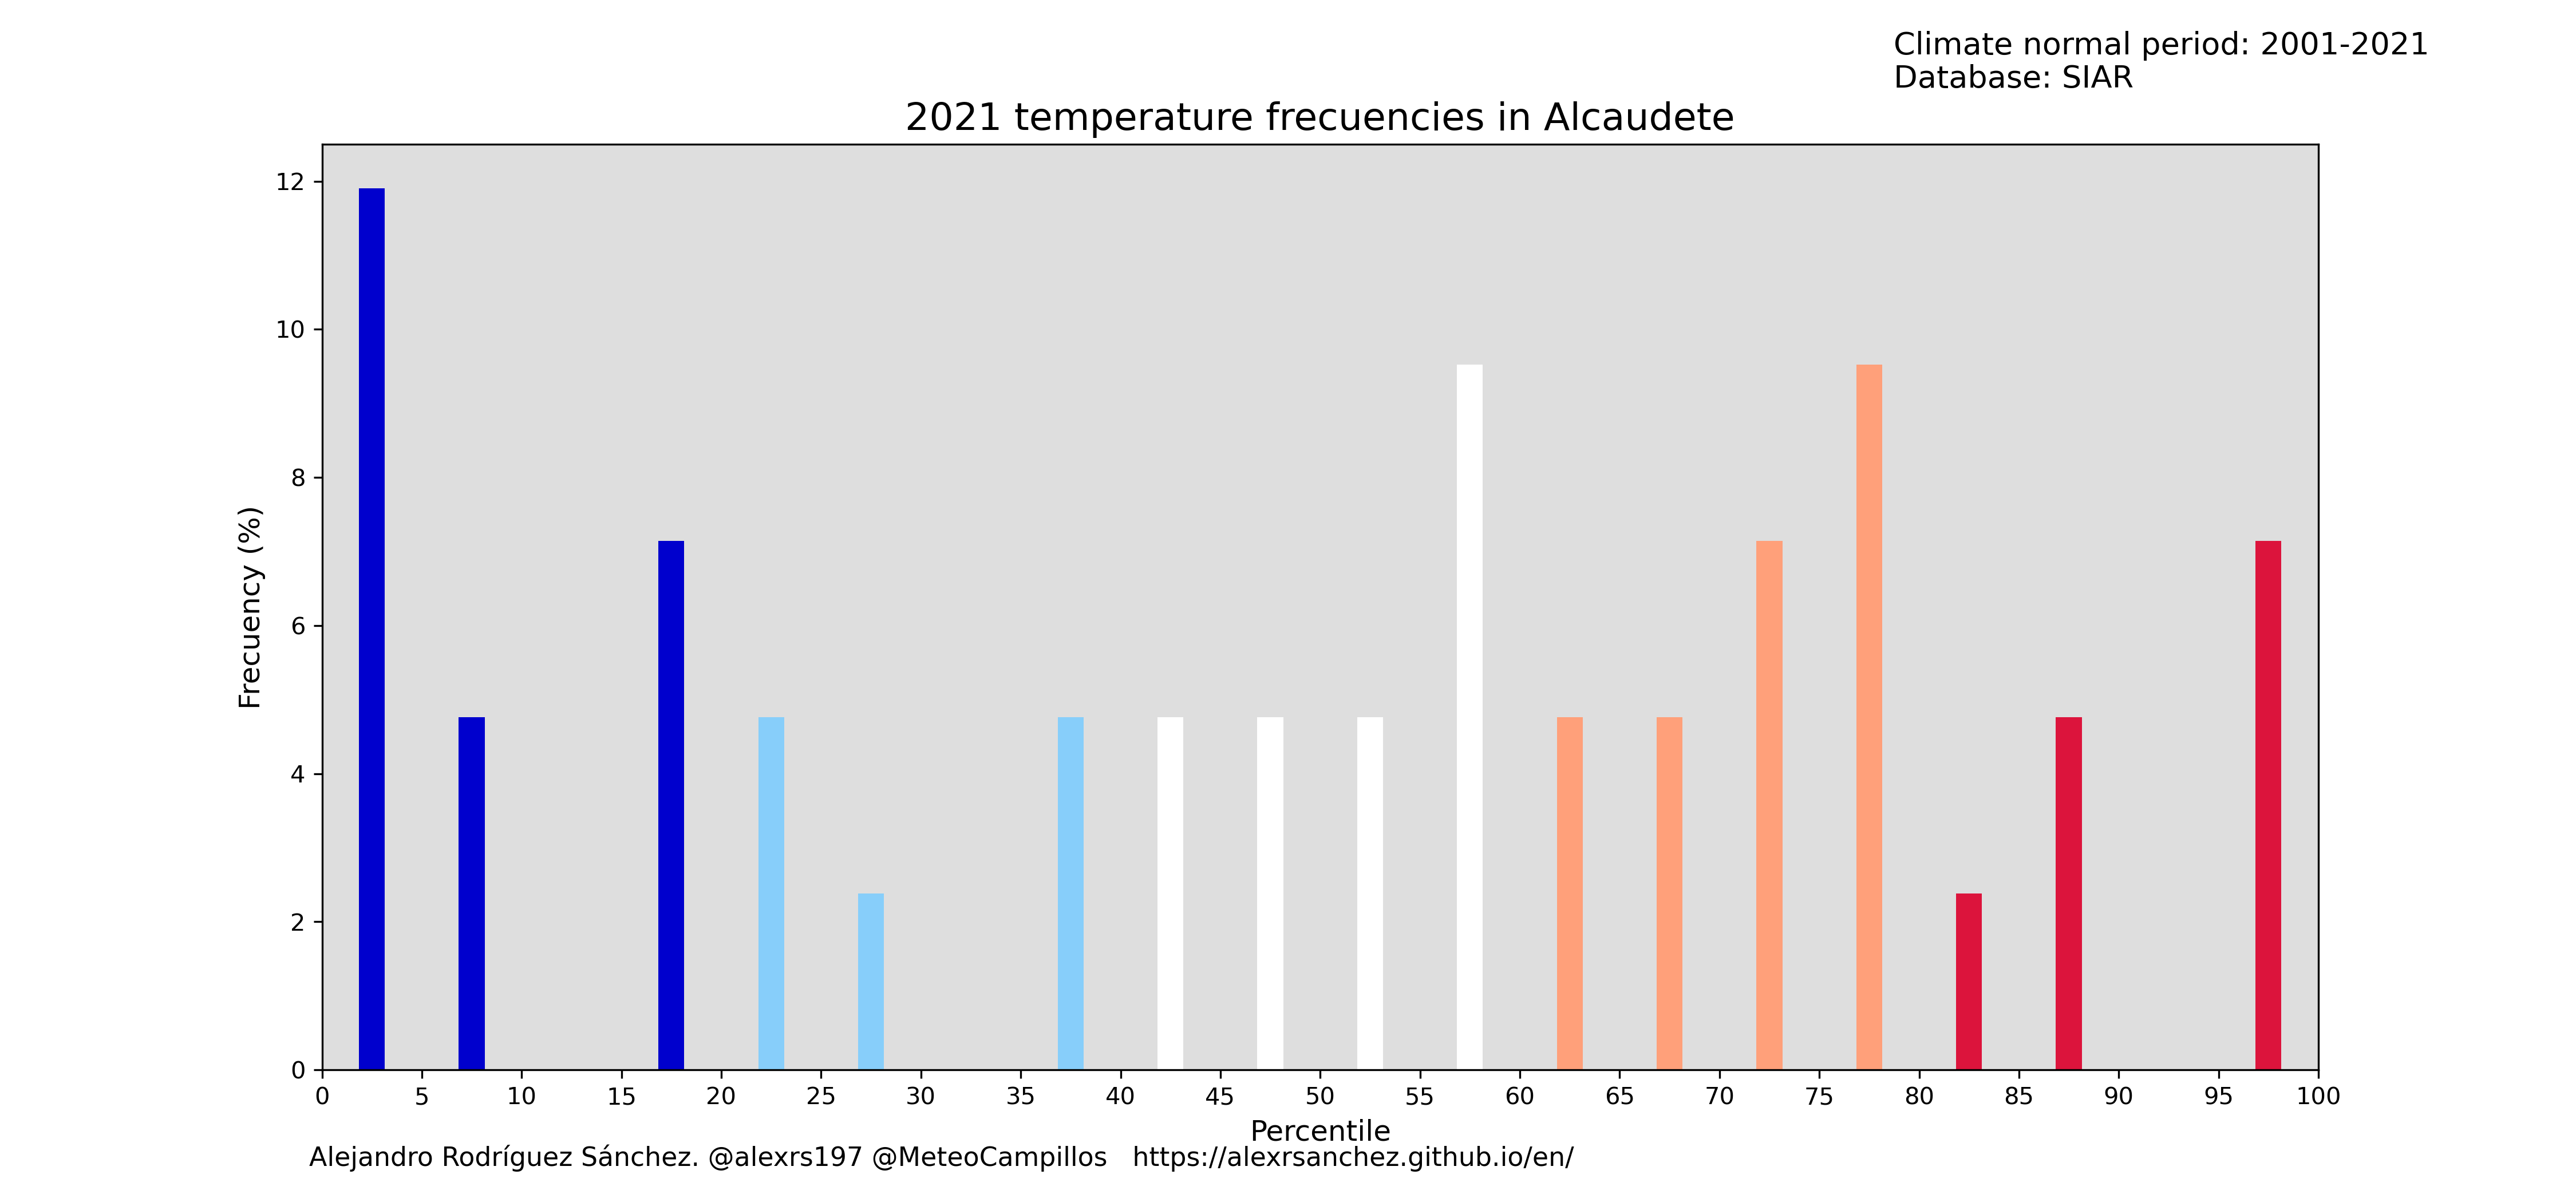 Climate normal period: 2001-2021
Database: SIAR
2021 temperature frecuencies in Alcaudete
12
10
8
6
4
2
0
Frecuency (%)
0 5 10 15 20 25 30 35 40 45 50 55 60 65 70 75 80 85 90 95 100
Percentile
Alejandro Rodríguez Sánchez. @alexrs197 @MeteoCampillos https://alexrsanchez.github.io/en/